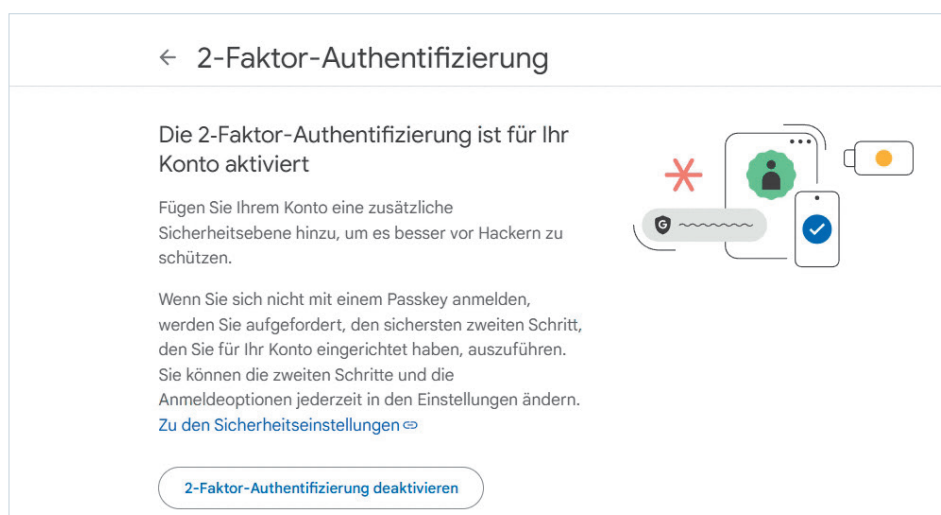 2-Faktor-Authentifizierung
Die 2-Faktor-Authentifizierung ist für Ihr
Konto aktiviert
Fügen Sie Ihrem Konto eine zusätzliche
Sicherheitsebene hinzu, um es besser vor Hackern zu
schützen.
Wenn Sie sich nicht mit einem Passkey anmelden,
werden Sie aufgefordert, den sichersten zweiten Schritt,
den Sie für Ihr Konto eingerichtet haben, auszuführen.
Sie können die zweiten Schritte und die
Anmeldeoptionen jederzeit in den Einstellungen ändern.
Zu den Sicherheitseinstellungen
2-Faktor-Authentifizierung deaktivieren
G